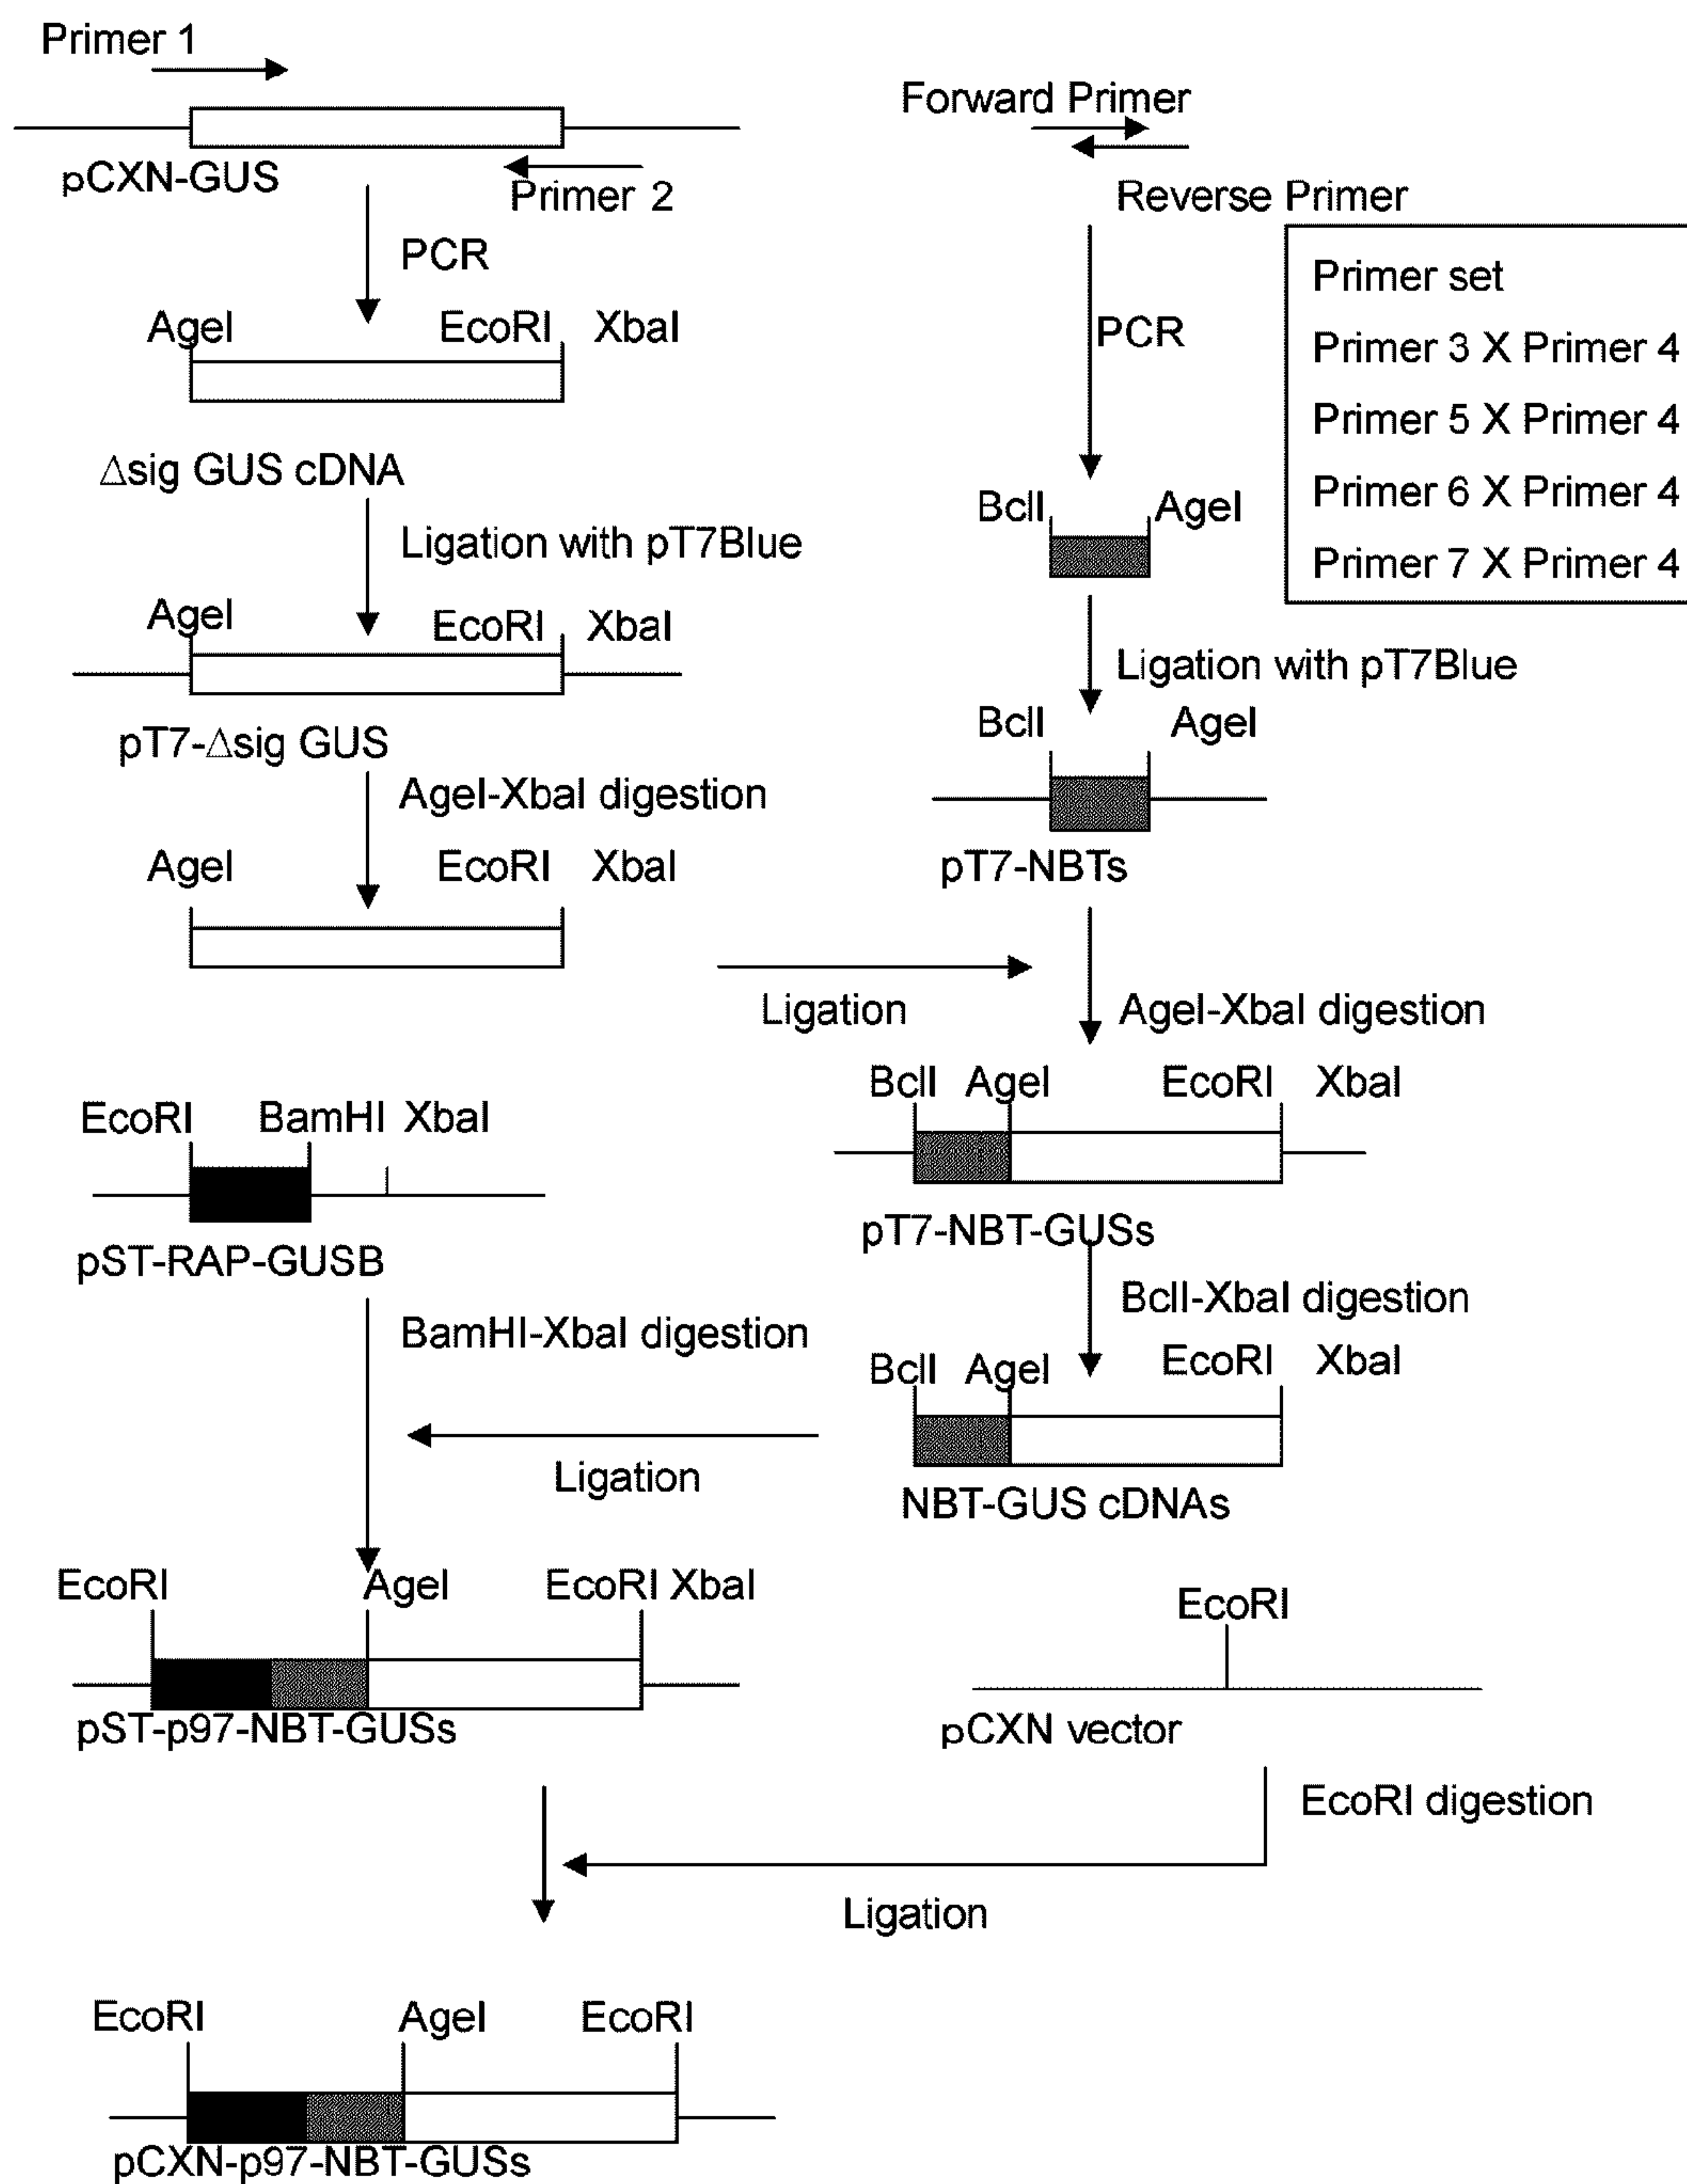 Primer 1
pCXN-GUS
Primer 2
PCR
AgeI EcoRI XbaI
Δsig GUS cDNA
Ligation with pT7Blue
AgeI EcoRI XbaI
pT7-Δsig GUS
AgeI-XbaI digestion
AgeI EcoRI XbaI
Forward Primer
Reverse Primer
PCR
Primer set
Primer 3 X Primer 4
Primer 5 X Primer 4
Primer 6 X Primer 4
Primer 7 X Primer 4
BclI AgeI
Ligation with pT7Blue
BclI AgeI
pT7-NBTs
Ligation
AgeI-XbaI digestion
BclI AgeI EcoRI XbaI
pT7-NBT-GUSs
BclI-XbaI digestion
BclI AgeI EcoRI XbaI
NBT-GUS cDNAs
EcoRI BamHI XbaI
pST-RAP-GUSB
BamHI-XbaI digestion
Ligation
EcoRI AgeI EcoRI XbaI
pST-p97-NBT-GUSs
EcoRI
pCXN vector
EcoRI digestion
Ligation
EcoRI AgeI EcoRI
pCXN-p97-NBT-GUSs